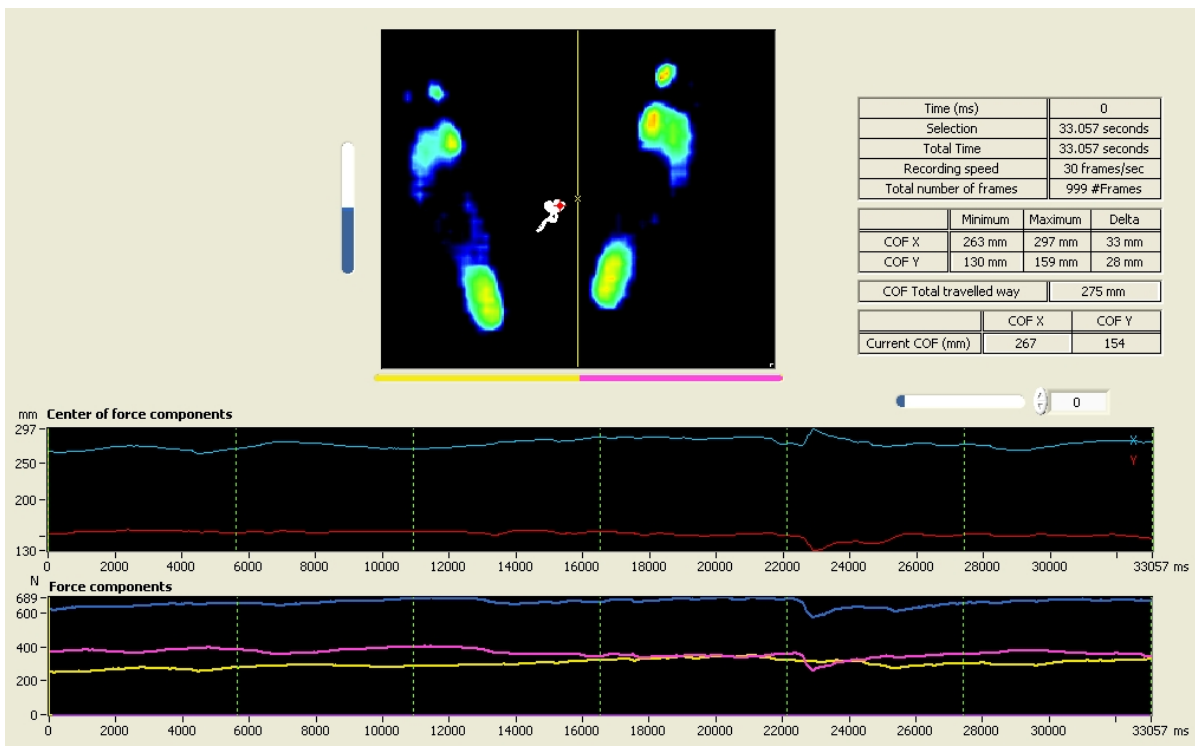 Time (ms) 0
Selection 33.057 seconds
Total Time 33.057 seconds
Recording speed 30 frames/sec
Total number of frames 999 #Frames
Minimum Maximum Delta
COF X 263 mm 297 mm 33 mm
COF Y 130 mm 159 mm 28 mm
COF Total travelled way 275 mm
COF X COF Y
Current COF (mm) 267 154
0
mm Center of force components
297
250
200
130
X
Y
0 2000 4000 6000 8000 10000 12000 14000 16000 18000 20000 22000 24000 26000 28000 30000 33057 ms
N Force components
689
600
400
200
0
0 2000 4000 6000 8000 10000 12000 14000 16000 18000 20000 22000 24000 26000 28000 30000 33057 ms